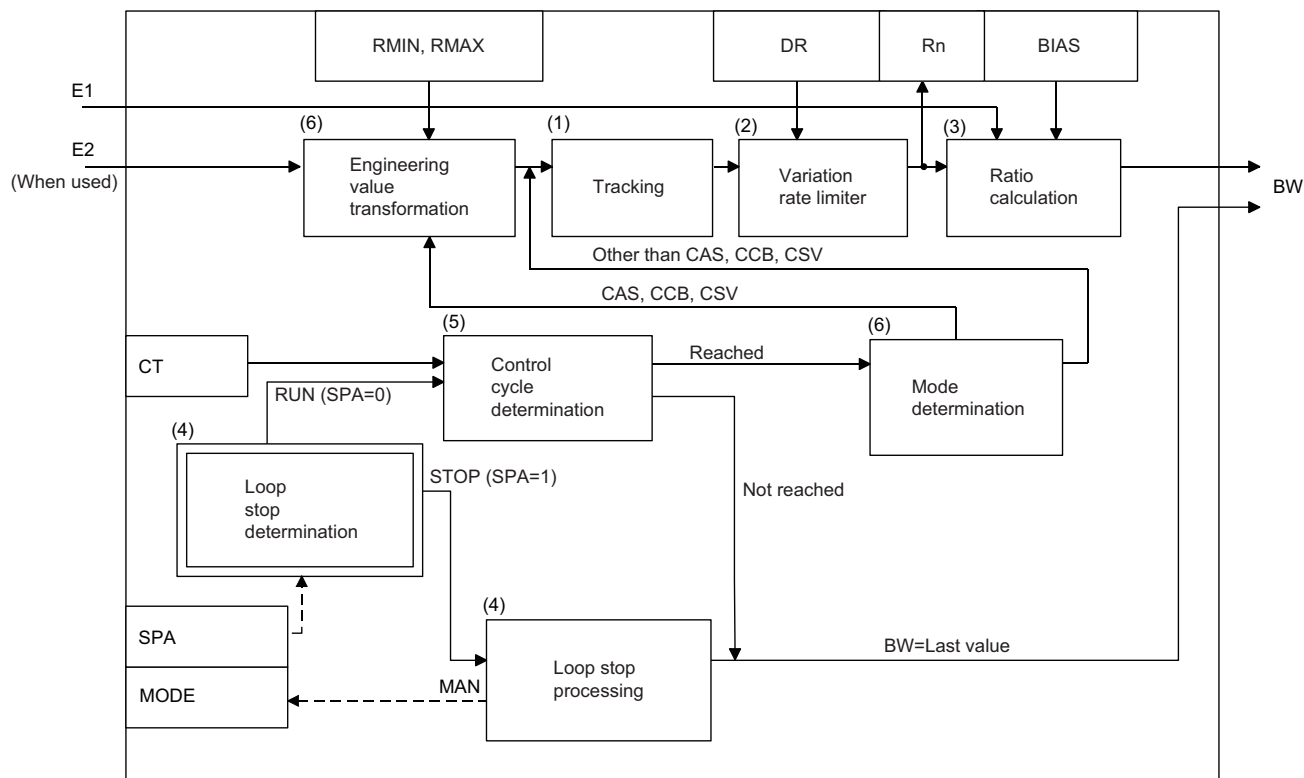 RMIN, RMAX
DR
Rn
BIAS
E1
(6)
(1)
(2)
(3)
E2
(When used)
Engineering
value
transformation
Tracking
Variation
rate limiter
Ratio
calculation
BW
Other than CAS, CCB, CSV
CAS, CCB, CSV
(5)
(6)
CT
Control
cycle
determination
Reached
Mode
determination
RUN (SPA=0)
(4)
Loop
stop
determination
STOP (SPA=1)
Not reached
(4)
SPA
MODE
MAN
Loop stop
processing
BW=Last value